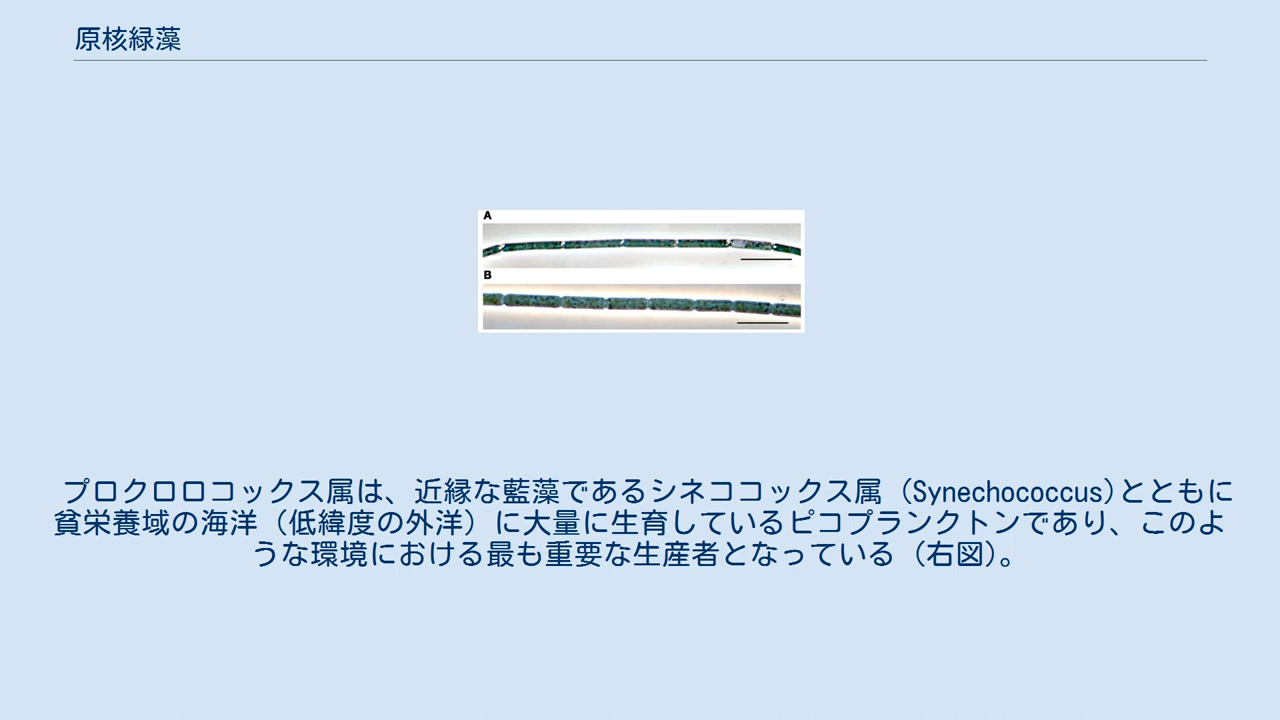 原核緑藻
A
B
プロクロロコックス属は、近縁な藍藻であるシネココックス属（Synechococcus)とともに
貧栄養域の海洋（低緯度の外洋）に大量に生育しているピコプランクトンであり、このよ
うな環境における最も重要な生産者となっている（右図)。